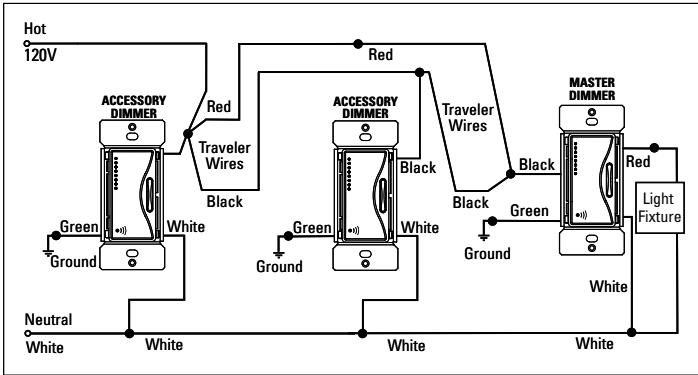 Hot
120V
ACCESSORY
DIMMER
Red
Traveler
Wires
Black
Green
Ground
White
ACCESSORY
DIMMER
Black
Green
Ground
White
Red
Traveler
Wires
Black
MASTER
DIMMER
Black
Red
Green
Ground
Light
Fixture
White
Neutral
White
White
White
White